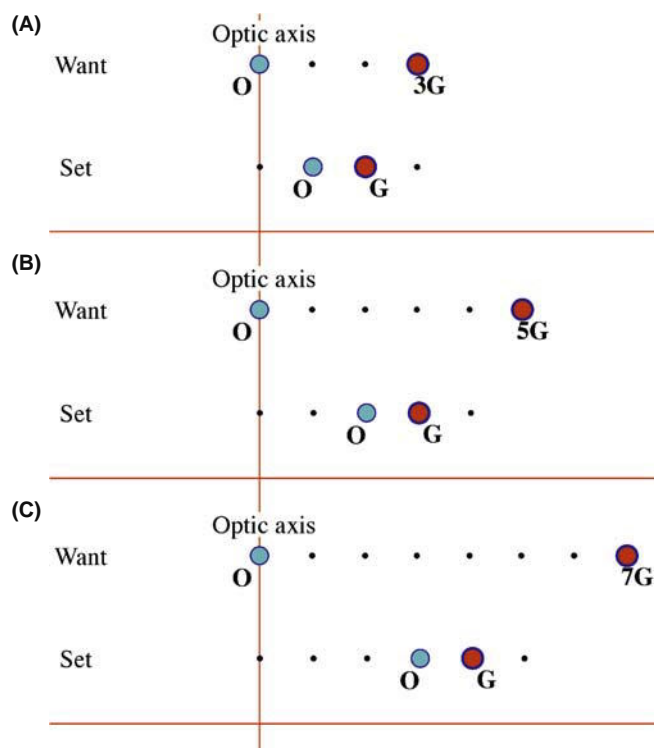 (A)
Optic axis
Want
O 3G
Set
O G
(B)
Optic axis
Want
O 5G
Set
O G
(C)
Optic axis
Want
O 7G
Set
O G